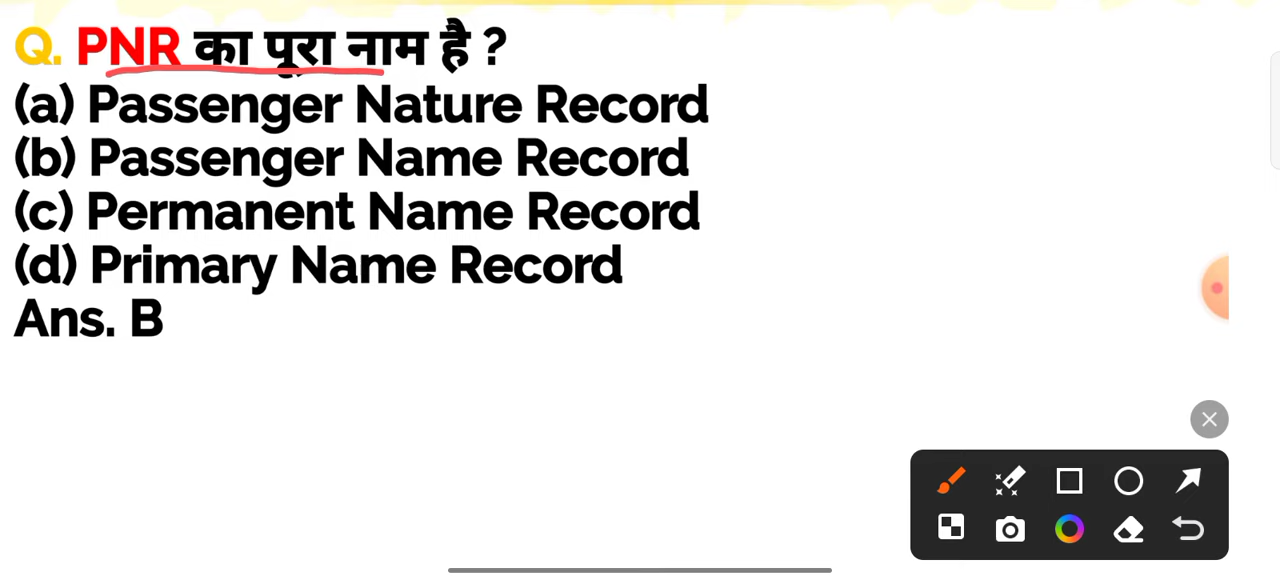 Q. PNR का पूरा नाम है ?
(a) Passenger Nature Record
(b) Passenger Name Record
(c) Permanent Name Record
(d) Primary Name Record
Ans. B